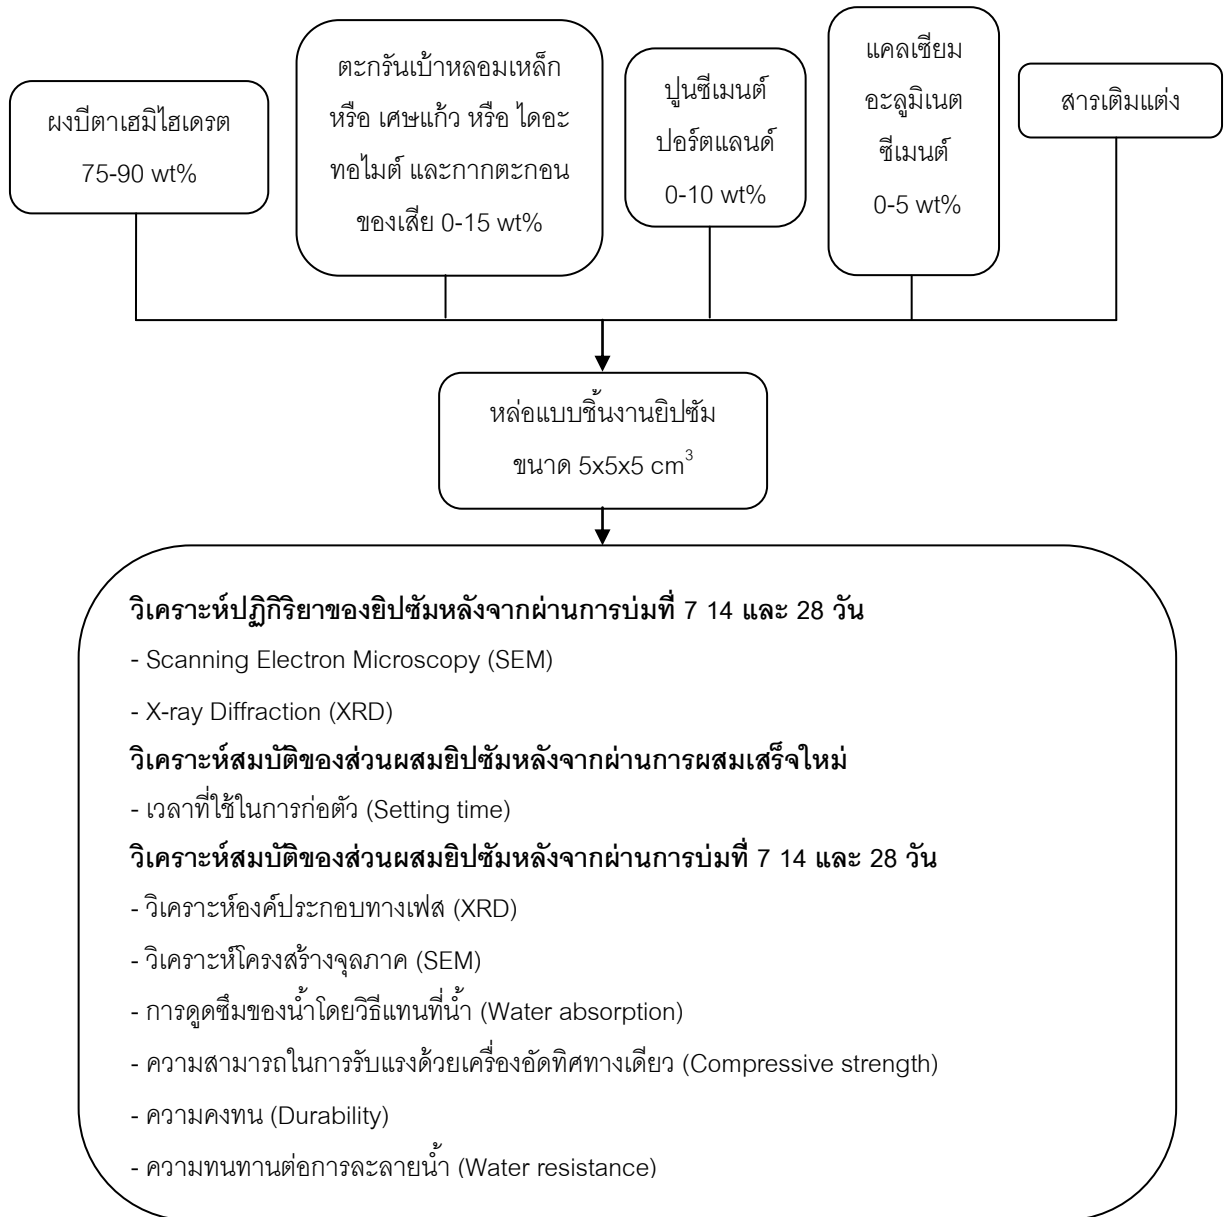 ผงบีตาเฮมิไฮเดรต
75-90 wt%
ตะกรันเบ้าหลอมเหล็ก
หรือ เศษแก้ว หรือ ไดอะ
ทอไมต์ และกากตะกอน
ของเสีย 0-15 wt%
ปูนซีเมนต์
ปอร์ตแลนด์
0-10 wt%
แคลเซียม
อะลูมิเนต
ซีเมนต์
0-5 wt%
สารเติมแต่ง
หล่อแบบชิ้นงานยิปซัม
ขนาด 5x5x5 cm³
วิเคราะห์ปฏิกิริยาของยิปซัมหลังจากผ่านการบ่มที่ 7 14 และ 28 วัน
- Scanning Electron Microscopy (SEM)
- X-ray Diffraction (XRD)
วิเคราะห์สมบัติของส่วนผสมยิปซัมหลังจากผ่านการผสมเสร็จใหม่
- เวลาที่ใช้ในการก่อตัว (Setting time)
วิเคราะห์สมบัติของส่วนผสมยิปซัมหลังจากผ่านการบ่มที่ 7 14 และ 28 วัน
- วิเคราะห์องค์ประกอบทางเฟส (XRD)
- วิเคราะห์โครงสร้างจุลภาค (SEM)
- การดูดซึมของน้ำโดยวิธีแทนที่น้ำ (Water absorption)
- ความสามารถในการรับแรงด้วยเครื่องอัดทิศทางเดียว (Compressive strength)
- ความคงทน (Durability)
- ความทนทานต่อการละลายน้ำ (Water resistance)